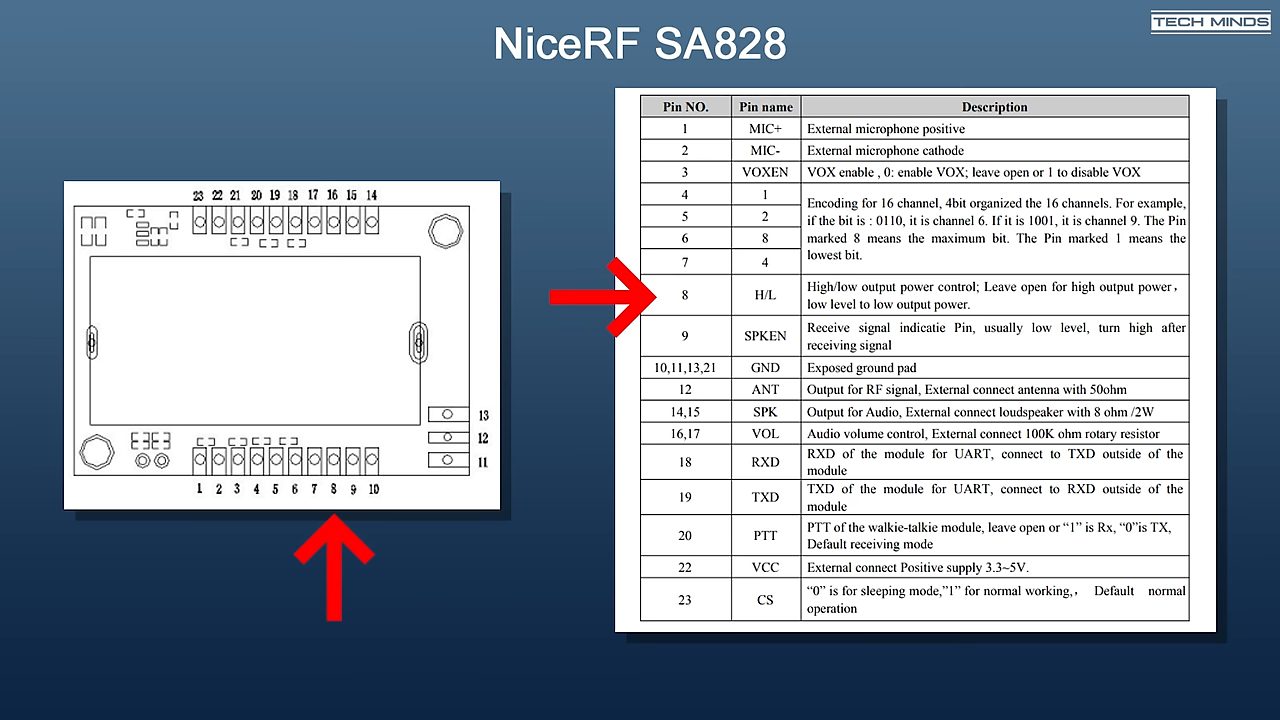 TECH MINDS
NiceRF SA828
23 22 21 20 19 18 17 16 15 14
13
12
11
1 2 3 4 5 6 7 8 9 10
Pin NO. Pin name Description
1 MIC+ External microphone positive
2 MIC- External microphone cathode
3 VOXEN VOX enable , 0: enable VOX; leave open or 1 to disable VOX
4 1
5 2
6 8
7 4
Encoding for 16 channel, 4bit organized the 16 channels. For example,
if the bit is : 0110, it is channel 6. If it is 1001, it is channel 9. The Pin
marked 8 means the maximum bit. The Pin marked 1 means the
lowest bit.
8 H/L High/low output power control; Leave open for high output power，
low level to low output power.
9 SPKEN Receive signal indicatie Pin, usually low level, turn high after
receiving signal
10,11,13,21 GND Exposed ground pad
12 ANT Output for RF signal, External connect antenna with 50ohm
14,15 SPK Output for Audio, External connect loudspeaker with 8 ohm /2W
16,17 VOL Audio volume control, External connect 100K ohm rotary resistor
18 RXD RXD of the module for UART, connect to TXD outside of the
module
19 TXD TXD of the module for UART, connect to RXD outside of the
module
20 PTT PTT of the walkie-talkie module, leave open or “1” is Rx, “0”is TX,
Default receiving mode
22 VCC External connect Positive supply 3.3~5V.
23 CS “0” is for sleeping mode,”1” for normal working,， Default normal
operation